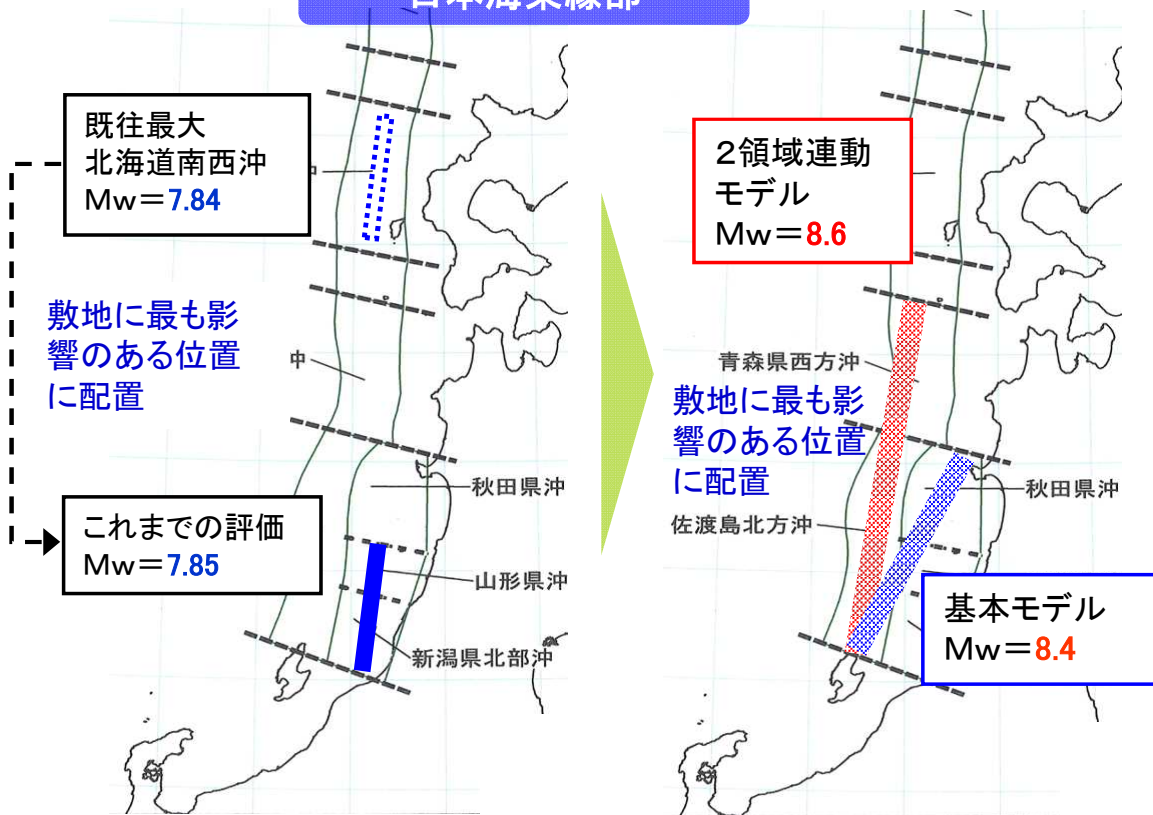 日本海東縁部
既往最大
北海道南西沖
Mw=7.84
敷地に最も影
響のある位置
に配置
中
これまでの評価
Mw=7.85
秋田県沖
山形県沖
新潟県北部沖
2領域連動
モデル
Mw=8.6
青森県西方沖
敷地に最も影
響のある位置
に配置
佐渡島北方沖
秋田県沖
基本モデル
Mw=8.4